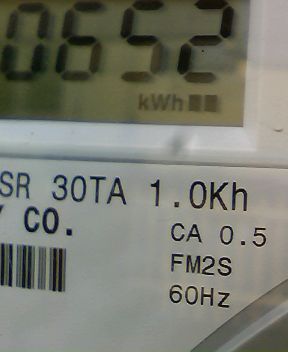 0652
kWh
SR 30TA 1.0Kh
Y CO.
CA 0.5
FM2S
60Hz